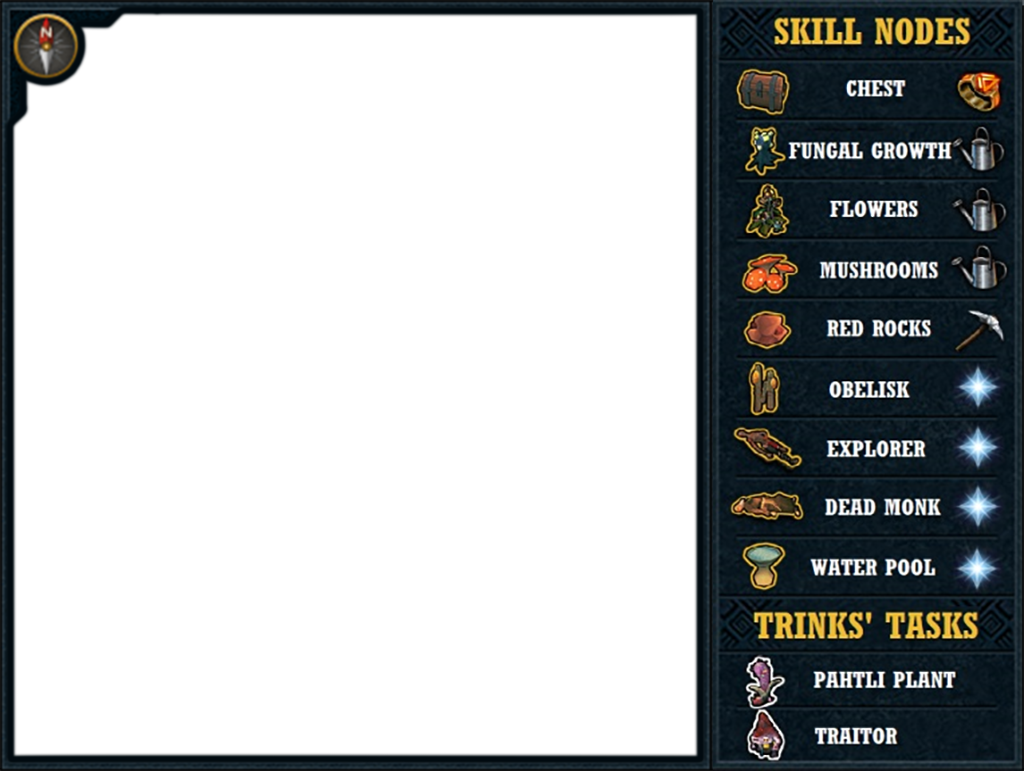 N
SKILL NODES
CHEST
FUNGAL GROWTH
FLOWERS
MUSHROOMS
RED ROCKS
OBELISK
EXPLORER
DEAD MONK
WATER POOL
TRINKS' TASKS
PAHTLI PLANT
TRAITOR